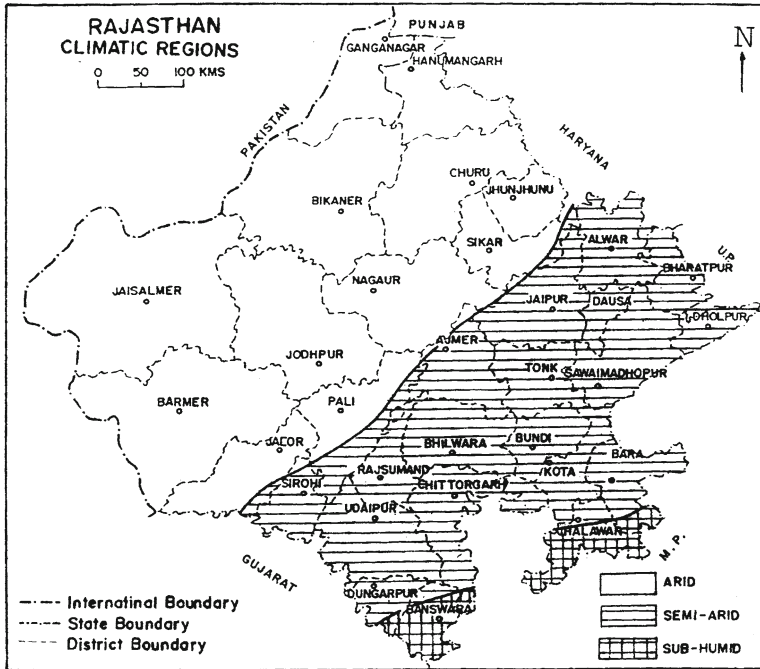 RAJASTHAN
CLIMATIC REGIONS
0 50 100 KMS
N
PUNJAB
GANGANAGAR
HANUMANGARH
PAKISTAN
HARYANA
CHURU
JHUNJHUNU
BIKANER
SIKAR
ALWAR
U.P.
BHARATPUR
NAGAUR
JAISALMER
JAIPUR
DAUSA
DHOLPUR
AJMER
JODHPUR
TONK
SAWAIMADHOPUR
BARMER
PALI
JALOR
BHILWARA
BUNDI
BARA
KOTA
RAJSUMAND
SIROHI
CHITTORGARH
UDAIPUR
JHALAWAR
M.P.
GUJARAT
DUNGARPUR
BANSWARA
Internatinal Boundary
State Boundary
District Boundary
ARID
SEMI-ARID
SUB-HUMID